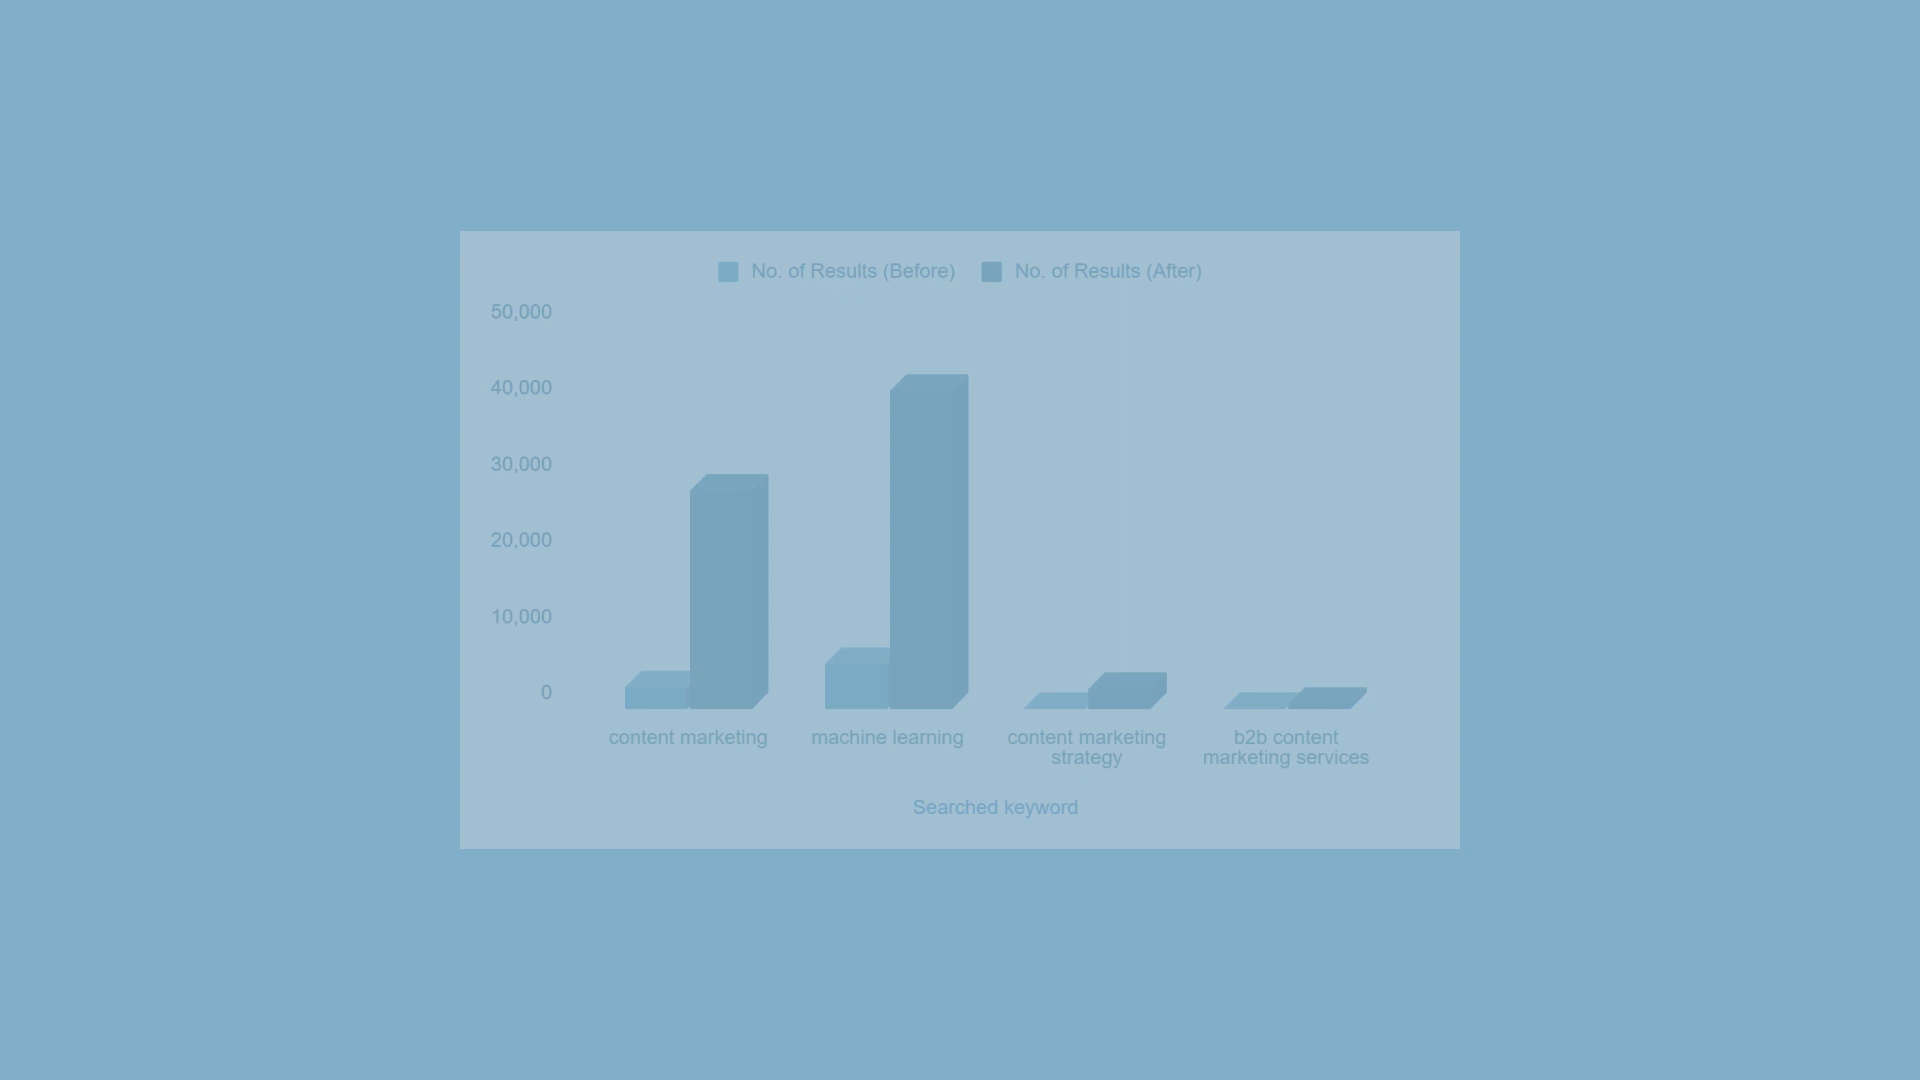 No. of Results (Before)
No. of Results (After)
50,000
40,000
30,000
20,000
10,000
0
content marketing
machine learning
content marketing
strategy
b2b content
marketing services
Searched keyword